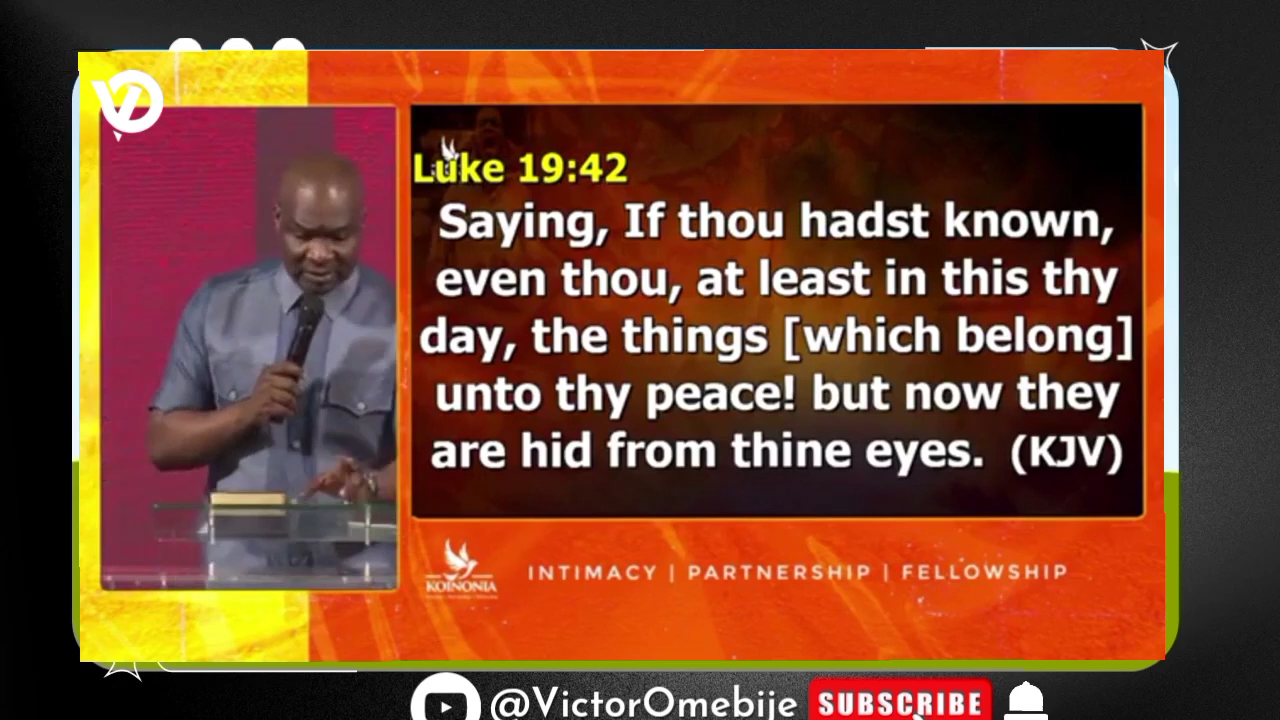 Luke 19:42
Saying, If thou hadst known,
even thou, at least in this thy
day, the things [which belong]
unto thy peace! but now they
are hid from thine eyes. (KJV)
KOINONIA
INTIMACY | PARTNERSHIP | FELLOWSHIP
@VictorOmebije SUBSCRIBE